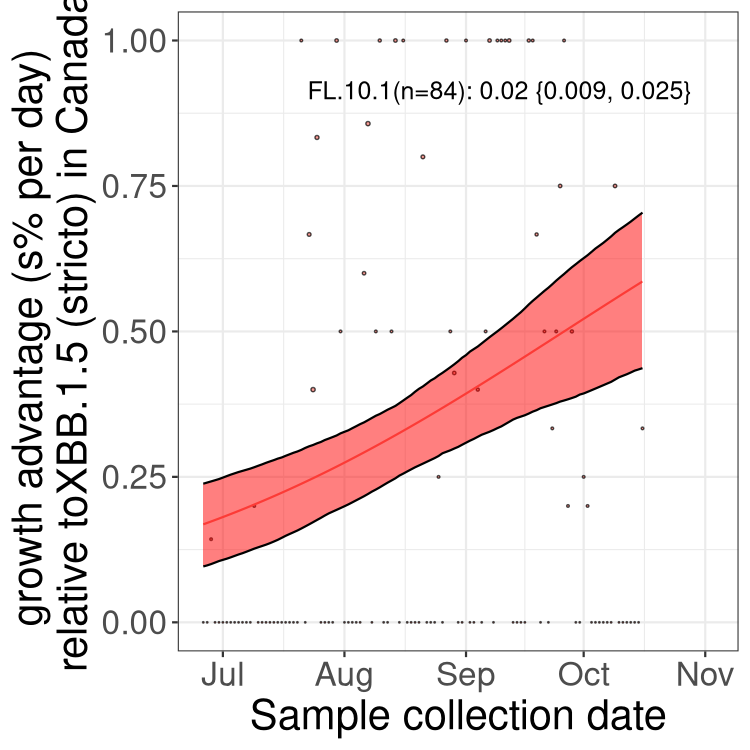 growth advantage (s% per day)
relative toXBB.1.5 (stricto) in Canada
1.00
0.75
0.50
0.25
0.00
FL.10.1(n=84): 0.02 {0.009, 0.025}
Jul Aug Sep Oct Nov
Sample collection date